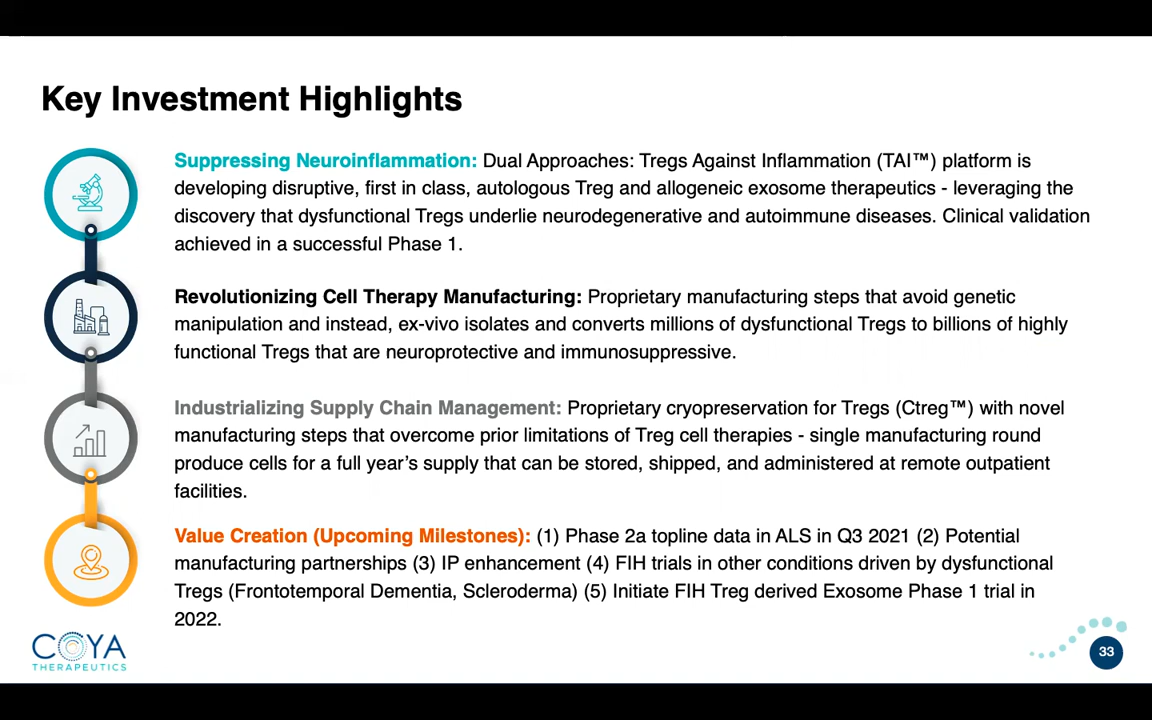 Key Investment Highlights
Suppressing Neuroinflammation: Dual Approaches: Tregs Against Inflammation (TAI™) platform is
developing disruptive, first in class, autologous Treg and allogeneic exosome therapeutics - leveraging the
discovery that dysfunctional Tregs underlie neurodegenerative and autoimmune diseases. Clinical validation
achieved in a successful Phase 1.
Revolutionizing Cell Therapy Manufacturing: Proprietary manufacturing steps that avoid genetic
manipulation and instead, ex-vivo isolates and converts millions of dysfunctional Tregs to billions of highly
functional Tregs that are neuroprotective and immunosuppressive.
Industrializing Supply Chain Management: Proprietary cryopreservation for Tregs (Ctreg™) with novel
manufacturing steps that overcome prior limitations of Treg cell therapies - single manufacturing round
produce cells for a full year’s supply that can be stored, shipped, and administered at remote outpatient
facilities.
Value Creation (Upcoming Milestones): (1) Phase 2a topline data in ALS in Q3 2021 (2) Potential
manufacturing partnerships (3) IP enhancement (4) FIH trials in other conditions driven by dysfunctional
Tregs (Frontotemporal Dementia, Scleroderma) (5) Initiate FIH Treg derived Exosome Phase 1 trial in
2022.
COYA
THERAPEUTICS
33